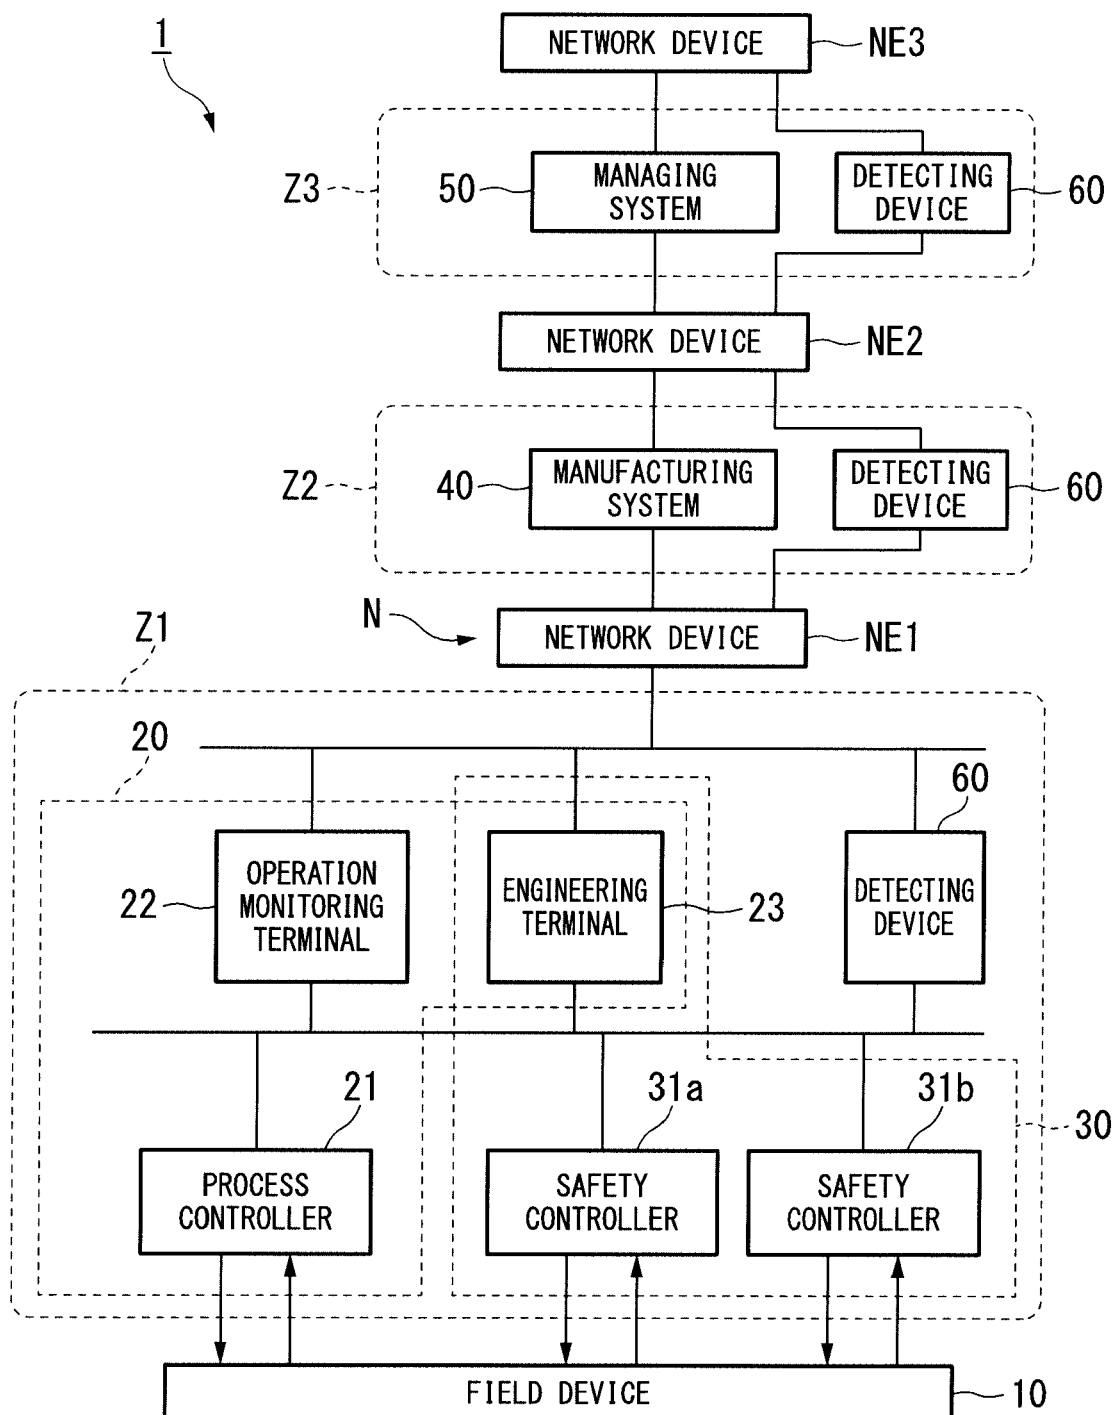 1
NETWORK DEVICE
NE3
Z3
50
MANAGING
SYSTEM
DETECTING
DEVICE
60
NETWORK DEVICE
NE2
Z2
40
MANUFACTURING
SYSTEM
DETECTING
DEVICE
60
N
NETWORK DEVICE
NE1
Z1
20
60
22
OPERATION
MONITORING
TERMINAL
ENGINEERING
TERMINAL
23
DETECTING
DEVICE
21
31a
31b
30
PROCESS
CONTROLLER
SAFETY
CONTROLLER
SAFETY
CONTROLLER
FIELD DEVICE
10